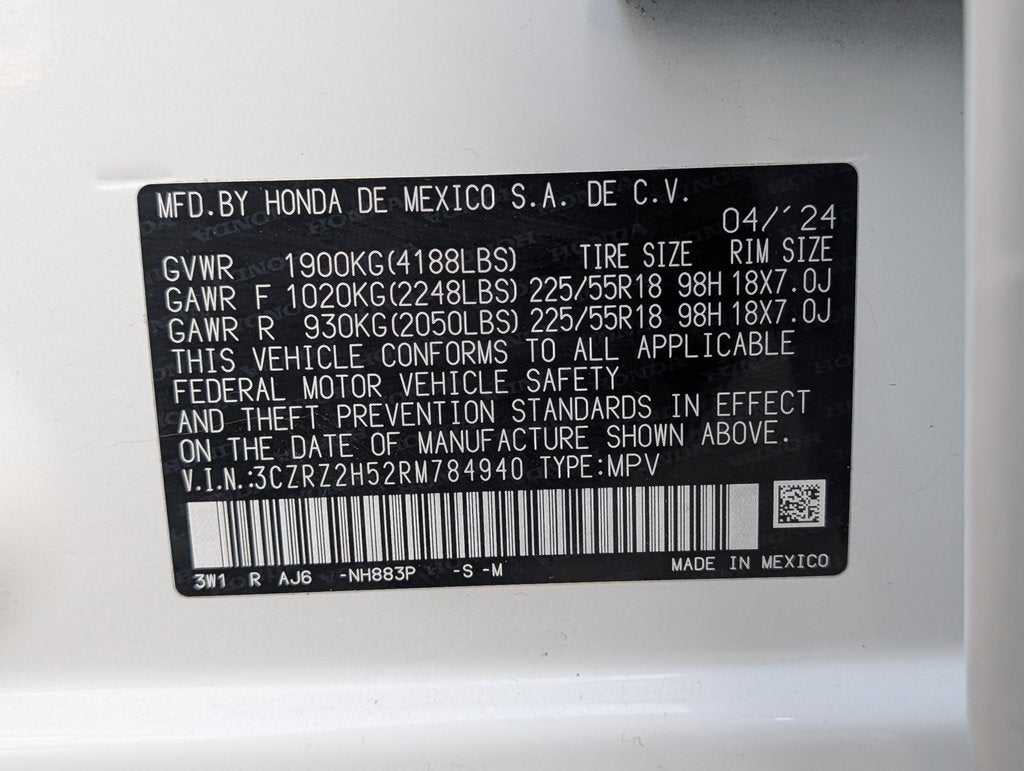 MFD.BY HONDA DE MEXICO S.A. DE C.V.
04/'24
GVWR 1900KG(4188LBS) TIRE SIZE RIM SIZE
GAWR F 1020KG(2248LBS) 225/55R18 98H 18X7.0J
GAWR R 930KG(2050LBS) 225/55R18 98H 18X7.0J
THIS VEHICLE CONFORMS TO ALL APPLICABLE
FEDERAL MOTOR VEHICLE SAFETY
AND THEFT PREVENTION STANDARDS IN EFFECT
ON THE DATE OF MANUFACTURE SHOWN ABOVE.
V.I.N.:3CZRZ2H52RM784940 TYPE:MPV
3W1 R AJ6 -NH883P -S -M MADE IN MEXICO